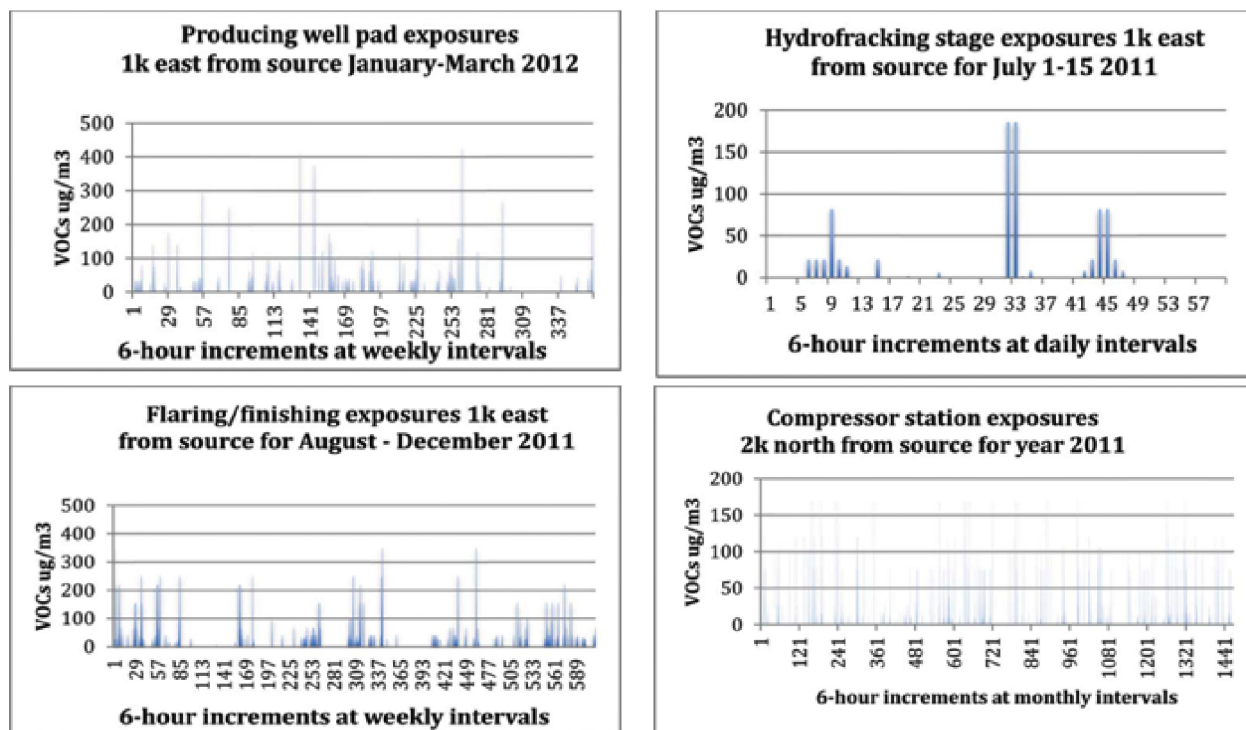 Producing well pad exposures
1k east from source January-March 2012
VOCs ug/m3
500
400
300
200
100
0
1 29 57 85 113 141 169 197 225 253 281 309 337
6-hour increments at weekly intervals
Hydrofracking stage exposures 1k east
from source for July 1-15 2011
VOCs ug/m3
200
150
100
50
0
1 5 9 13 17 21 25 29 33 37 41 45 49 53 57
6-hour increments at daily intervals
Flaring/finishing exposures 1k east
from source for August - December 2011
VOCs ug/m3
500
400
300
200
100
0
1 29 57 85 113 141 169 197 225 253 281 309 337 365 393 421 449 477 505 533 561 589
6-hour increments at weekly intervals
Compressor station exposures
2k north from source for year 2011
VOCs ug/m3
200
150
100
50
0
1 121 241 361 481 601 721 841 961 1081 1201 1321 1441
6-hour increments at monthly intervals